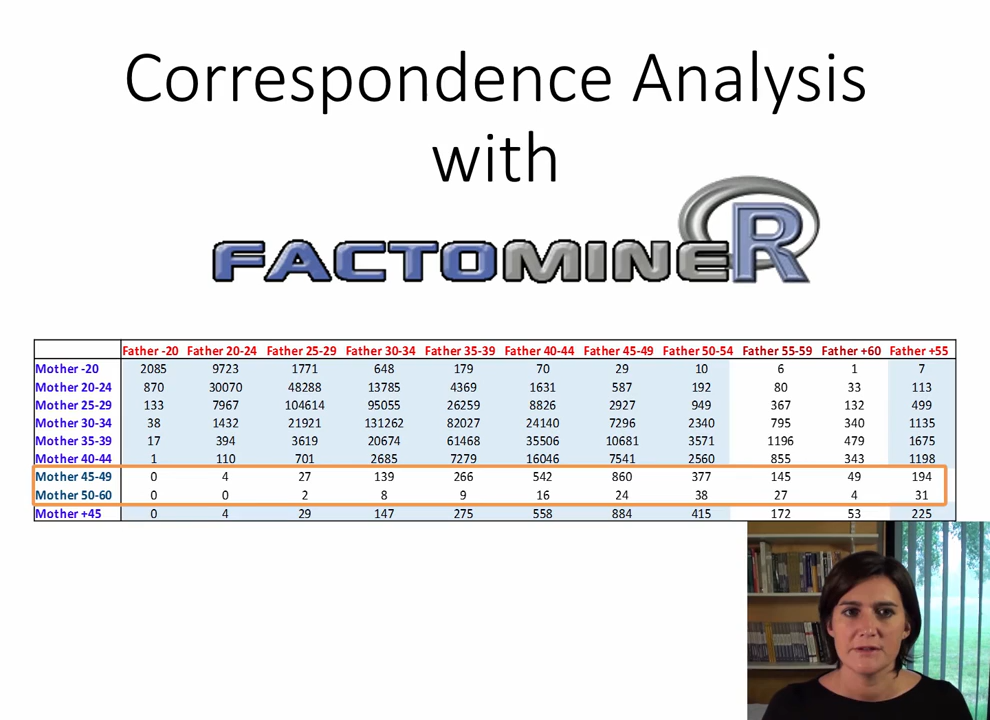 Correspondence Analysis
with
FACTOMINER
Father -20 Father 20-24 Father 25-29 Father 30-34 Father 35-39 Father 40-44 Father 45-49 Father 50-54 Father 55-59 Father +60 Father +55
Mother -20 2085 9723 1771 648 179 70 29 10 6 1 7
Mother 20-24 870 30070 48288 13785 4369 1631 587 192 80 33 113
Mother 25-29 133 7967 104614 95055 26259 8826 2927 949 367 132 499
Mother 30-34 38 1432 21921 131262 82027 24140 7296 2340 795 340 1135
Mother 35-39 17 394 3619 20674 61468 35506 10681 3571 1196 479 1675
Mother 40-44 1 110 701 2685 7279 16046 7541 2560 855 343 1198
Mother 45-49 0 4 27 139 266 542 860 377 145 49 194
Mother 50-60 0 0 2 8 9 16 24 38 27 4 31
Mother +45 0 4 29 147 275 558 884 415 172 53 225